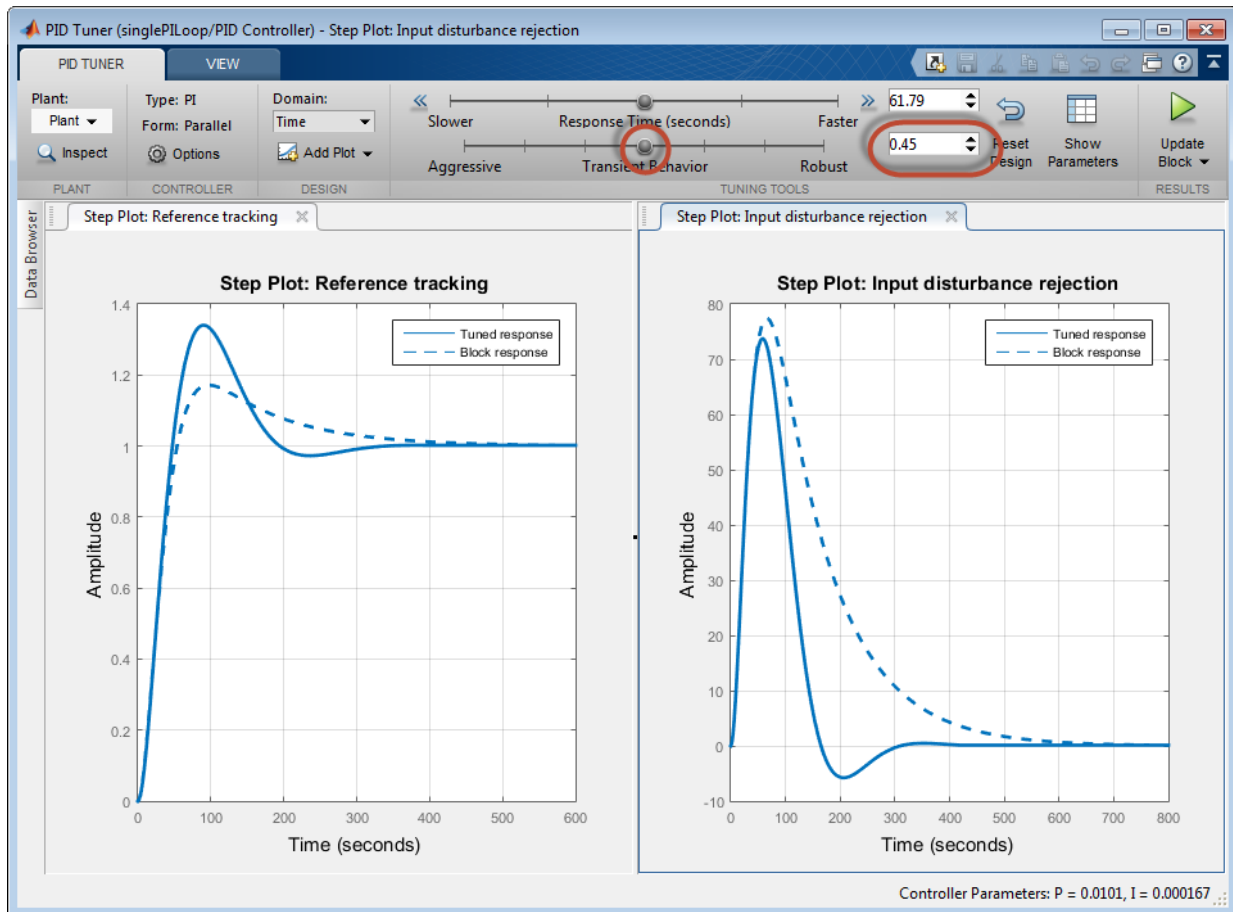 PID Tuner (singlePILoop/PID Controller) - Step Plot: Input disturbance rejection
PID TUNER
VIEW
Plant:
Plant
Inspect
PLANT
Type: PI
Form: Parallel
Options
CONTROLLER
Domain:
Time
Add Plot
DESIGN
Slower
Response Time (seconds)
Faster
61.79
Aggressive
Transient Behavior
Robust
0.45
TUNING TOOLS
Reset
Design
Show
Parameters
Update
Block
RESULTS
Data Browser
Step Plot: Reference tracking
Step Plot: Reference tracking
Tuned response
Block response
Amplitude
1.4
1.2
1
0.8
0.6
0.4
0.2
0
0 100 200 300 400 500 600
Time (seconds)
Step Plot: Input disturbance rejection
Step Plot: Input disturbance rejection
Tuned response
Block response
Amplitude
80
70
60
50
40
30
20
10
0
-10
0 100 200 300 400 500 600 700 800
Time (seconds)
Controller Parameters: P = 0.0101, I = 0.000167